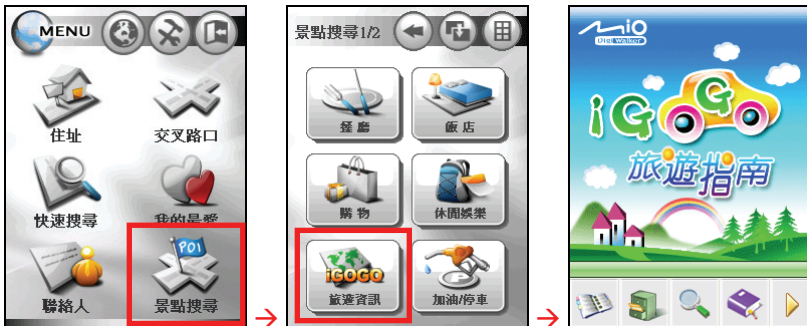 MENU
住址
交叉路口
快速搜尋
我的最愛
POI
聯絡人
景點搜尋
→
景點搜尋1/2
餐廳
飯店
購物
休閒娛樂
iGOGO
旅遊資訊
加油/停車
→
Mio
DigiWalker
iGoGo
旅遊指南